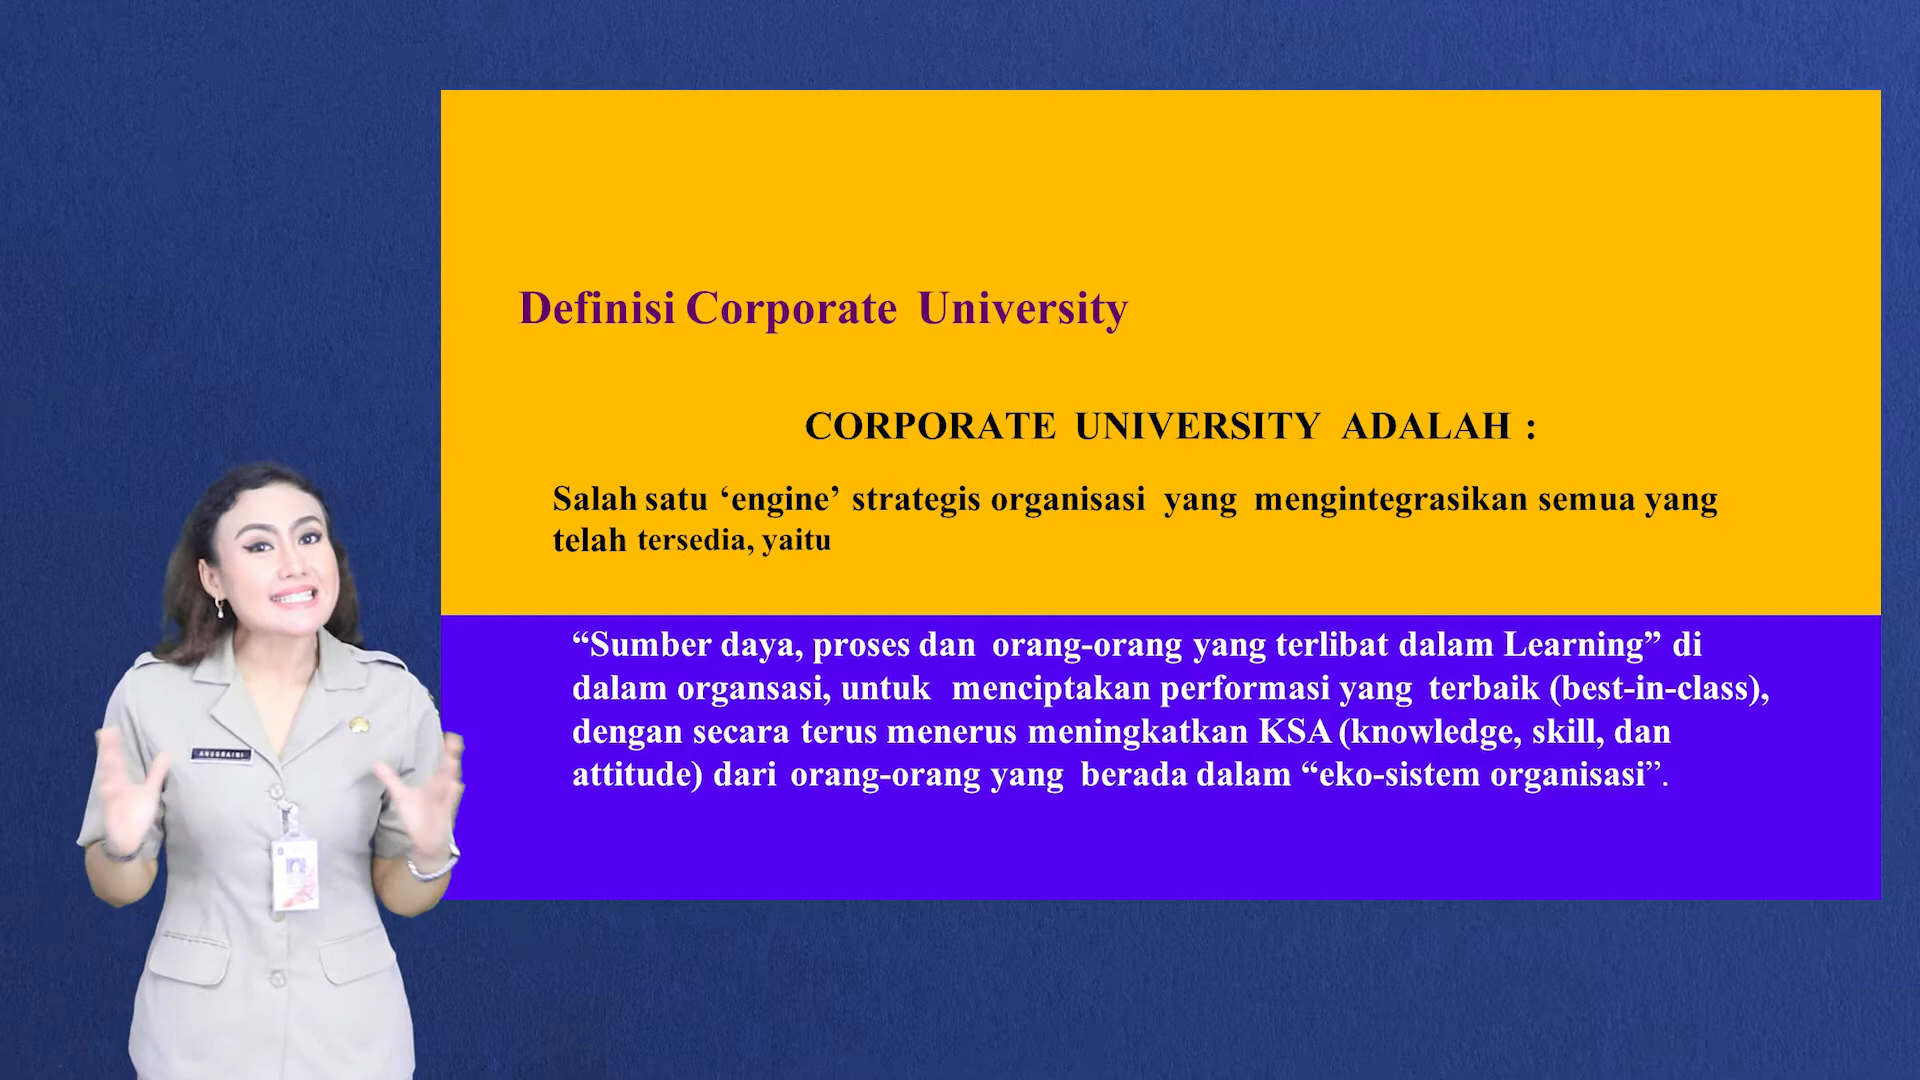 Definisi Corporate University
CORPORATE UNIVERSITY ADALAH :
Salah satu ‘engine’ strategis organisasi yang mengintegrasikan semua yang
telah tersedia, yaitu
“Sumber daya, proses dan orang-orang yang terlibat dalam Learning” di
dalam organsasi, untuk menciptakan performasi yang terbaik (best-in-class),
dengan secara terus menerus meningkatkan KSA (knowledge, skill, dan
attitude) dari orang-orang yang berada dalam “eko-sistem organisasi”.
ANGGRAINI